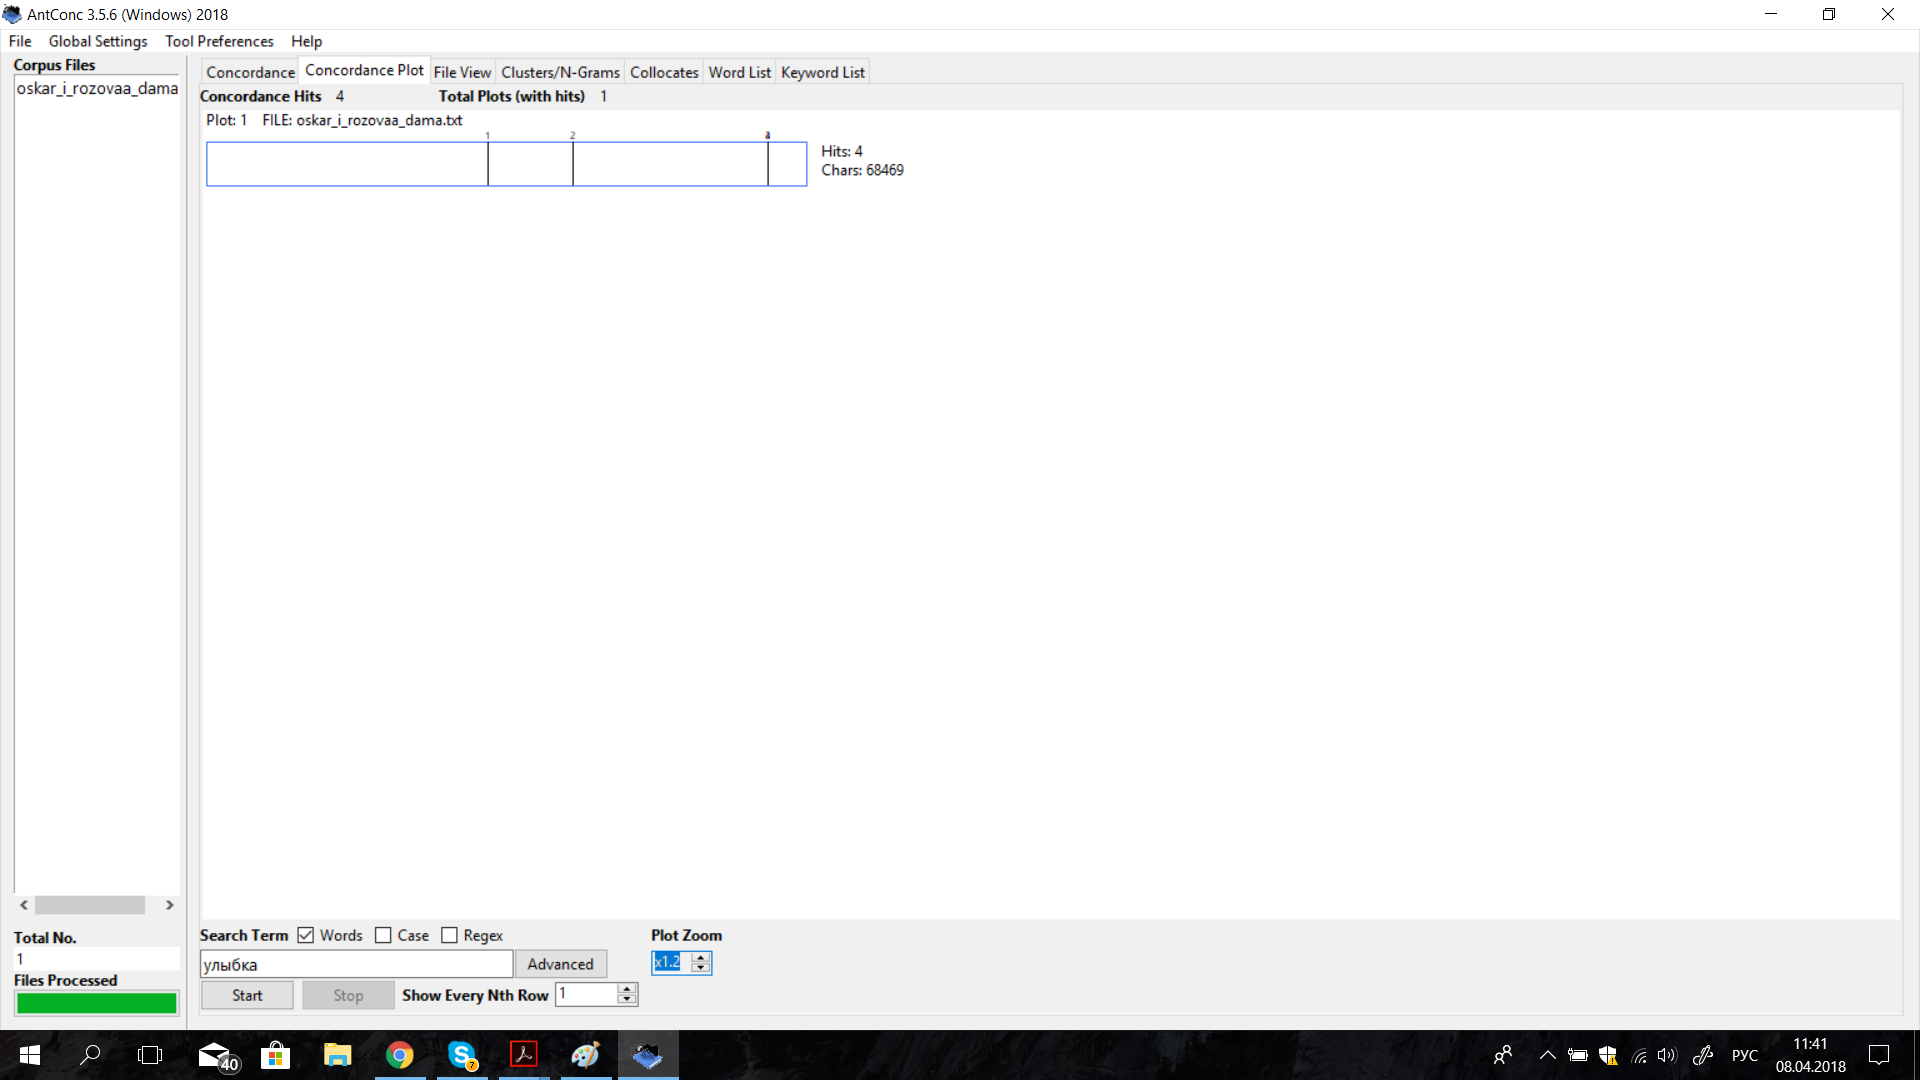 AntConc 3.5.6 (Windows) 2018
File Global Settings Tool Preferences Help
Corpus Files
oskar_i_rozovaa_dama
Concordance Concordance Plot File View Clusters/N-Grams Collocates Word List Keyword List
Concordance Hits 4 Total Plots (with hits) 1
Plot: 1 FILE: oskar_i_rozovaa_dama.txt
1 2
Hits: 4
Chars: 68469
Total No.
1
Files Processed
Search Term Words Case Regex
улыбка Advanced
Start Stop Show Every Nth Row 1
Plot Zoom
x1.2
40 7
РУС
11:41
08.04.2018